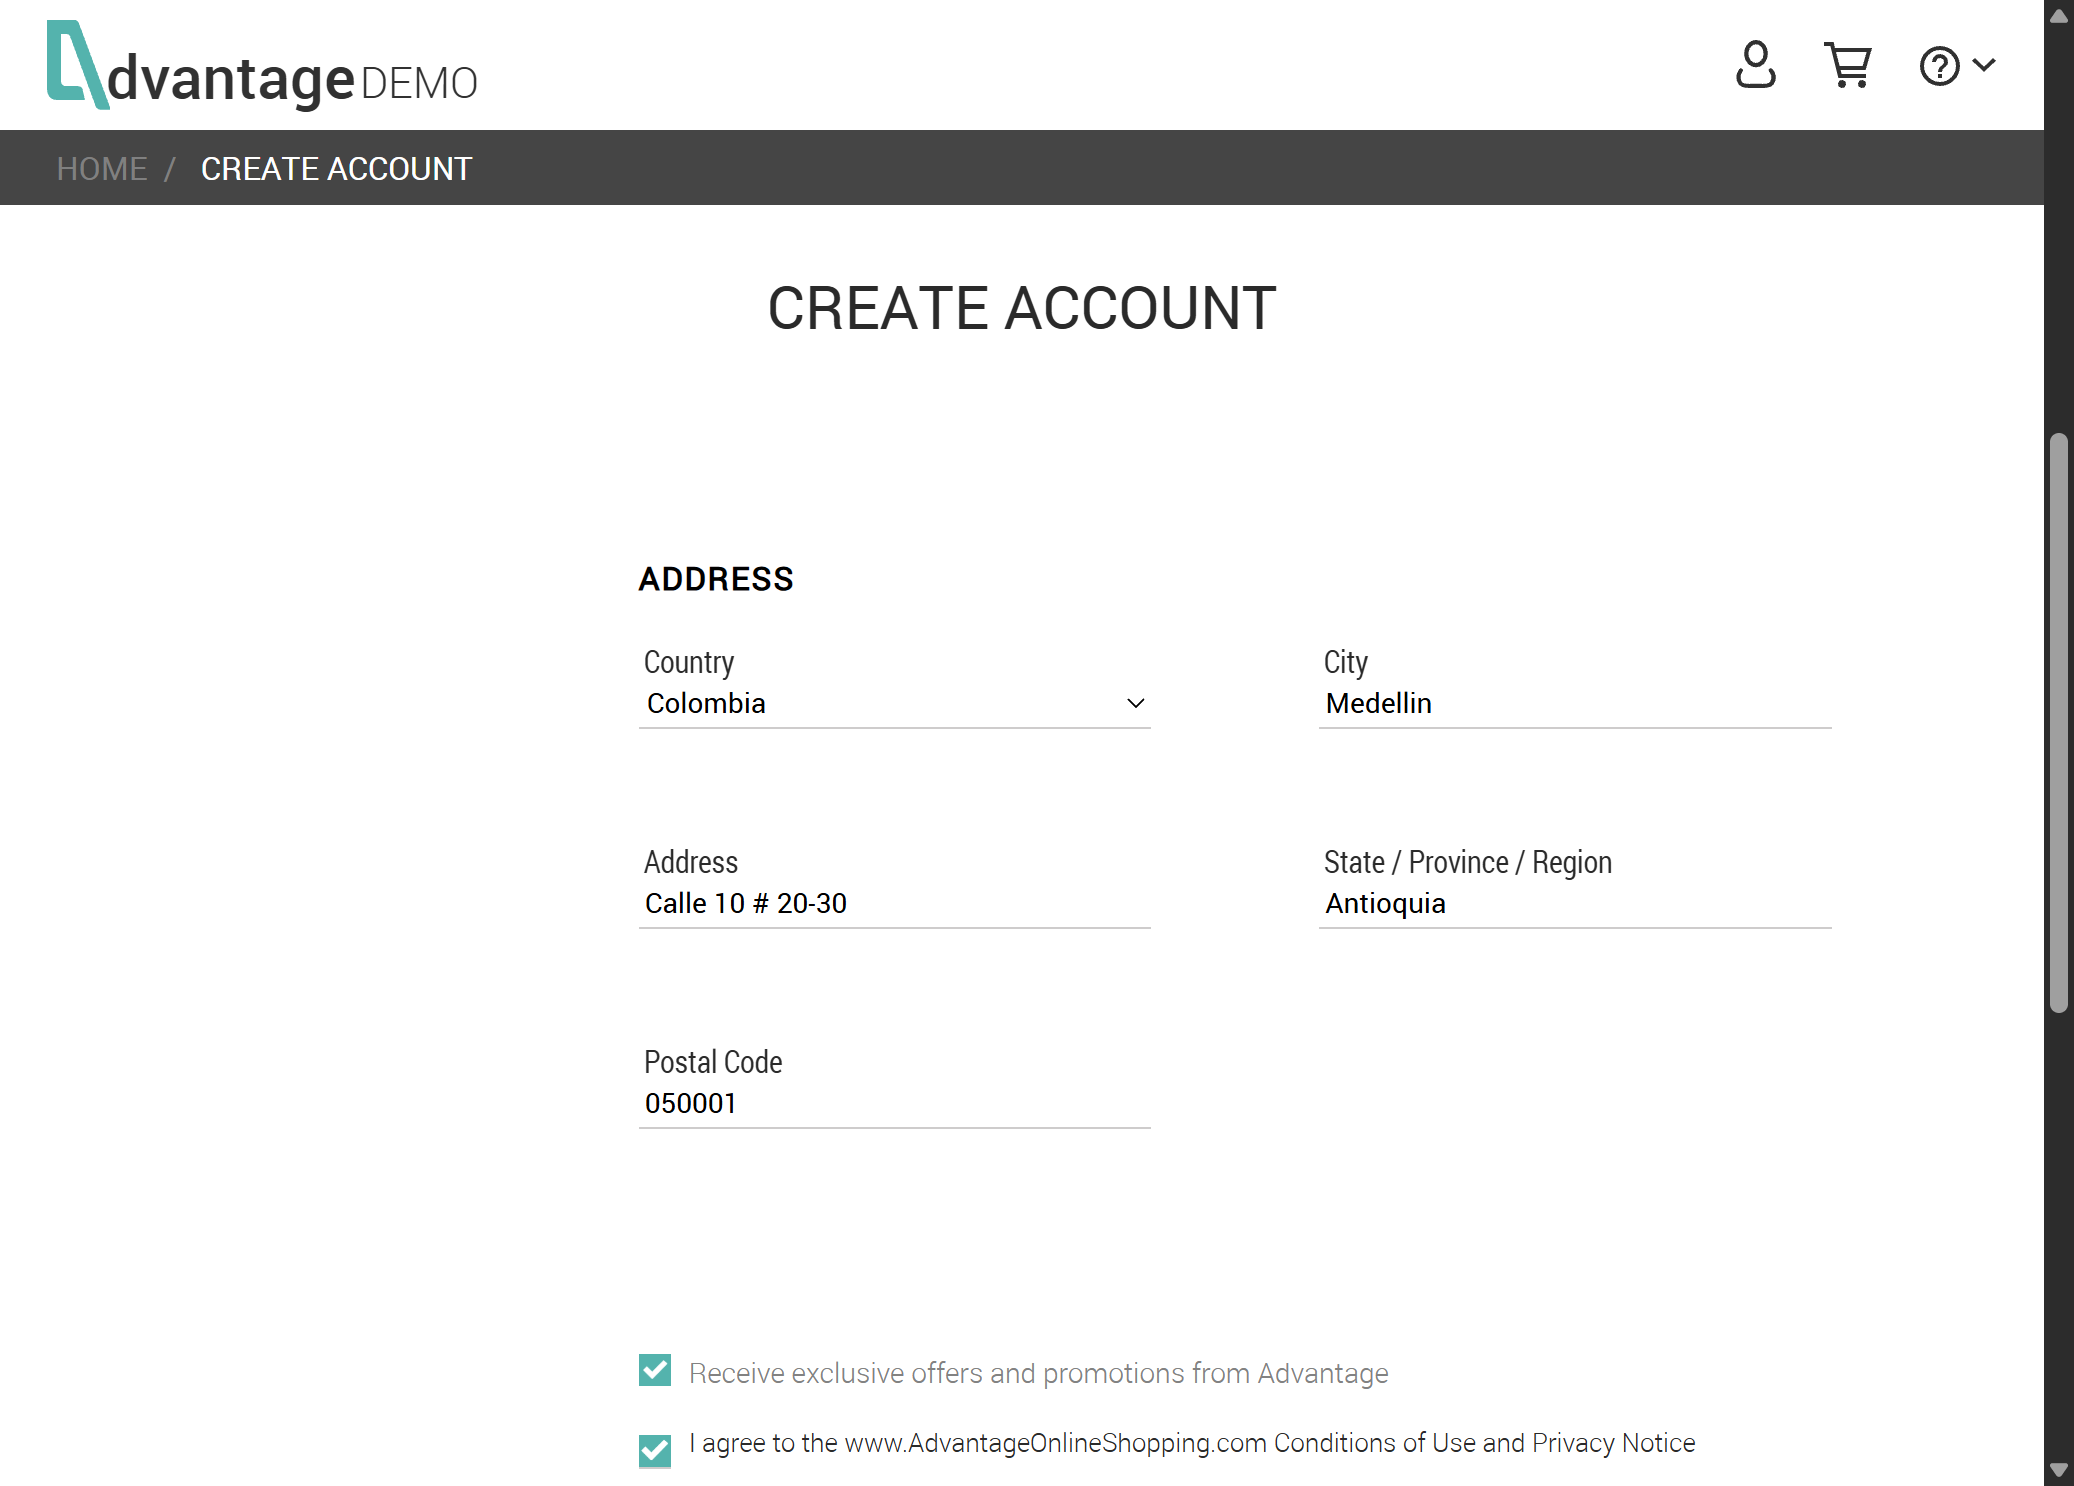 dvantage DEMO
HOME / CREATE ACCOUNT
CREATE ACCOUNT
ADDRESS
Country
Colombia
City
Medellin
Address
Calle 10 # 20-30
State / Province / Region
Antioquia
Postal Code
050001
Receive exclusive offers and promotions from Advantage
I agree to the www.AdvantageOnlineShopping.com Conditions of Use and Privacy Notice